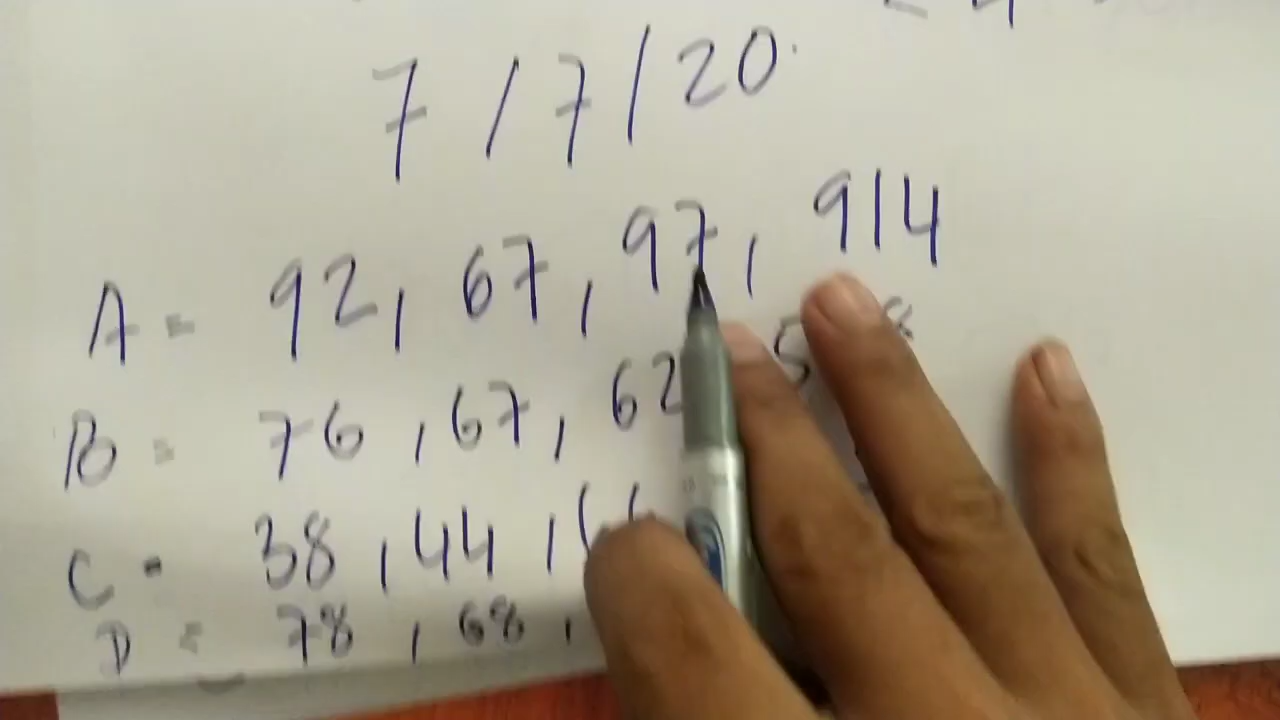 7/7/20
A = 92, 67, 97, 914
B = 76, 67, 62
C = 38, 44,
D = 78, 68,